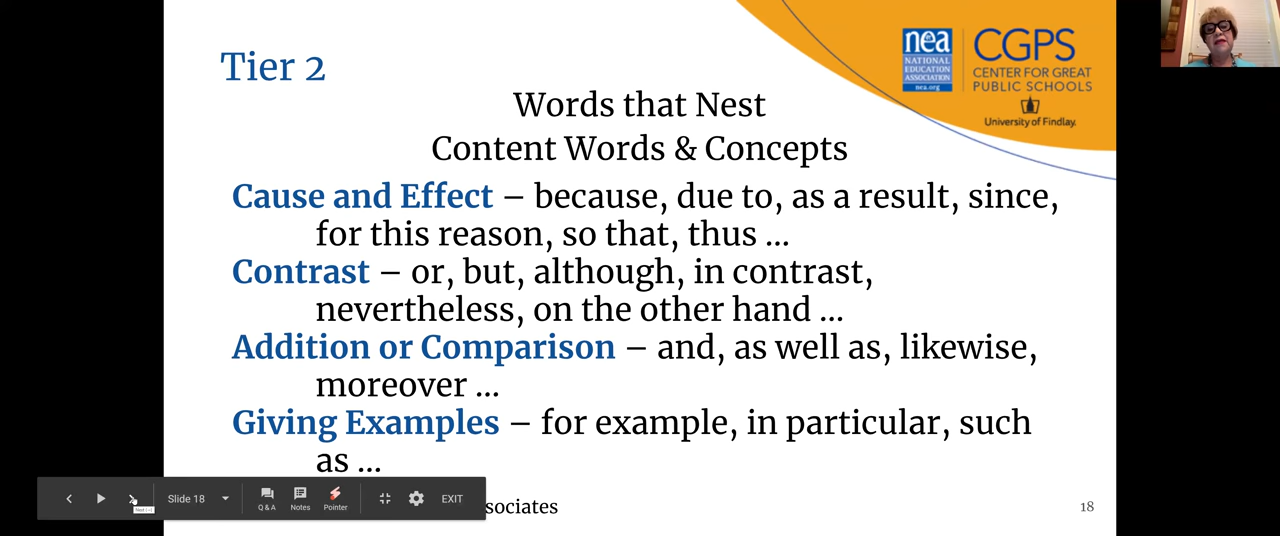 Tier 2
nea
NATIONAL
EDUCATION
ASSOCIATION
nea.org
CGPS
CENTER FOR GREAT
PUBLIC SCHOOLS
University of Findlay.
Words that Nest
Content Words & Concepts
Cause and Effect – because, due to, as a result, since,
for this reason, so that, thus ...
Contrast – or, but, although, in contrast,
nevertheless, on the other hand ...
Addition or Comparison – and, as well as, likewise,
moreover ...
Giving Examples – for example, in particular, such
as ...
Slide 18
Q & A
Notes
Pointer
EXIT
sociates
18